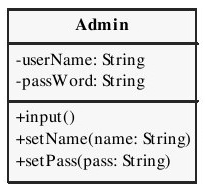 Admin
-userName: String
-passWord: String
+input()
+setName(name: String)
+setPass(pass: String)